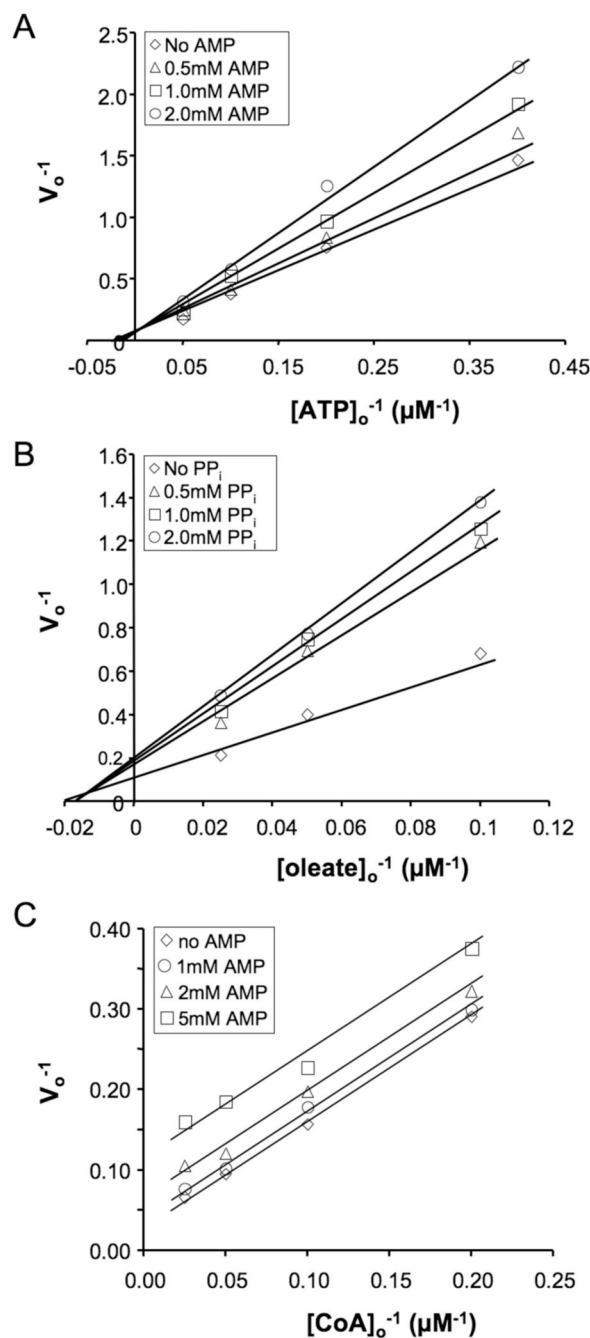 A
◇ No AMP
△ 0.5mM AMP
□ 1.0mM AMP
○ 2.0mM AMP
2.5
2.0
1.5
1.0
0.5
0
Vo⁻¹
-0.05 0.05 0.15 0.25 0.35 0.45
[ATP]o⁻¹ (μM⁻¹)
B
◇ No PPi
△ 0.5mM PPi
□ 1.0mM PPi
○ 2.0mM PPi
1.6
1.4
1.2
1.0
0.8
0.6
0.4
0.2
0
Vo⁻¹
-0.02 0 0.02 0.04 0.06 0.08 0.1 0.12
[oleate]o⁻¹ (μM⁻¹)
C
◇ no AMP
○ 1mM AMP
△ 2mM AMP
□ 5mM AMP
0.40
0.30
0.20
0.10
0.00
Vo⁻¹
0.00 0.05 0.10 0.15 0.20 0.25
[CoA]o⁻¹ (μM⁻¹)